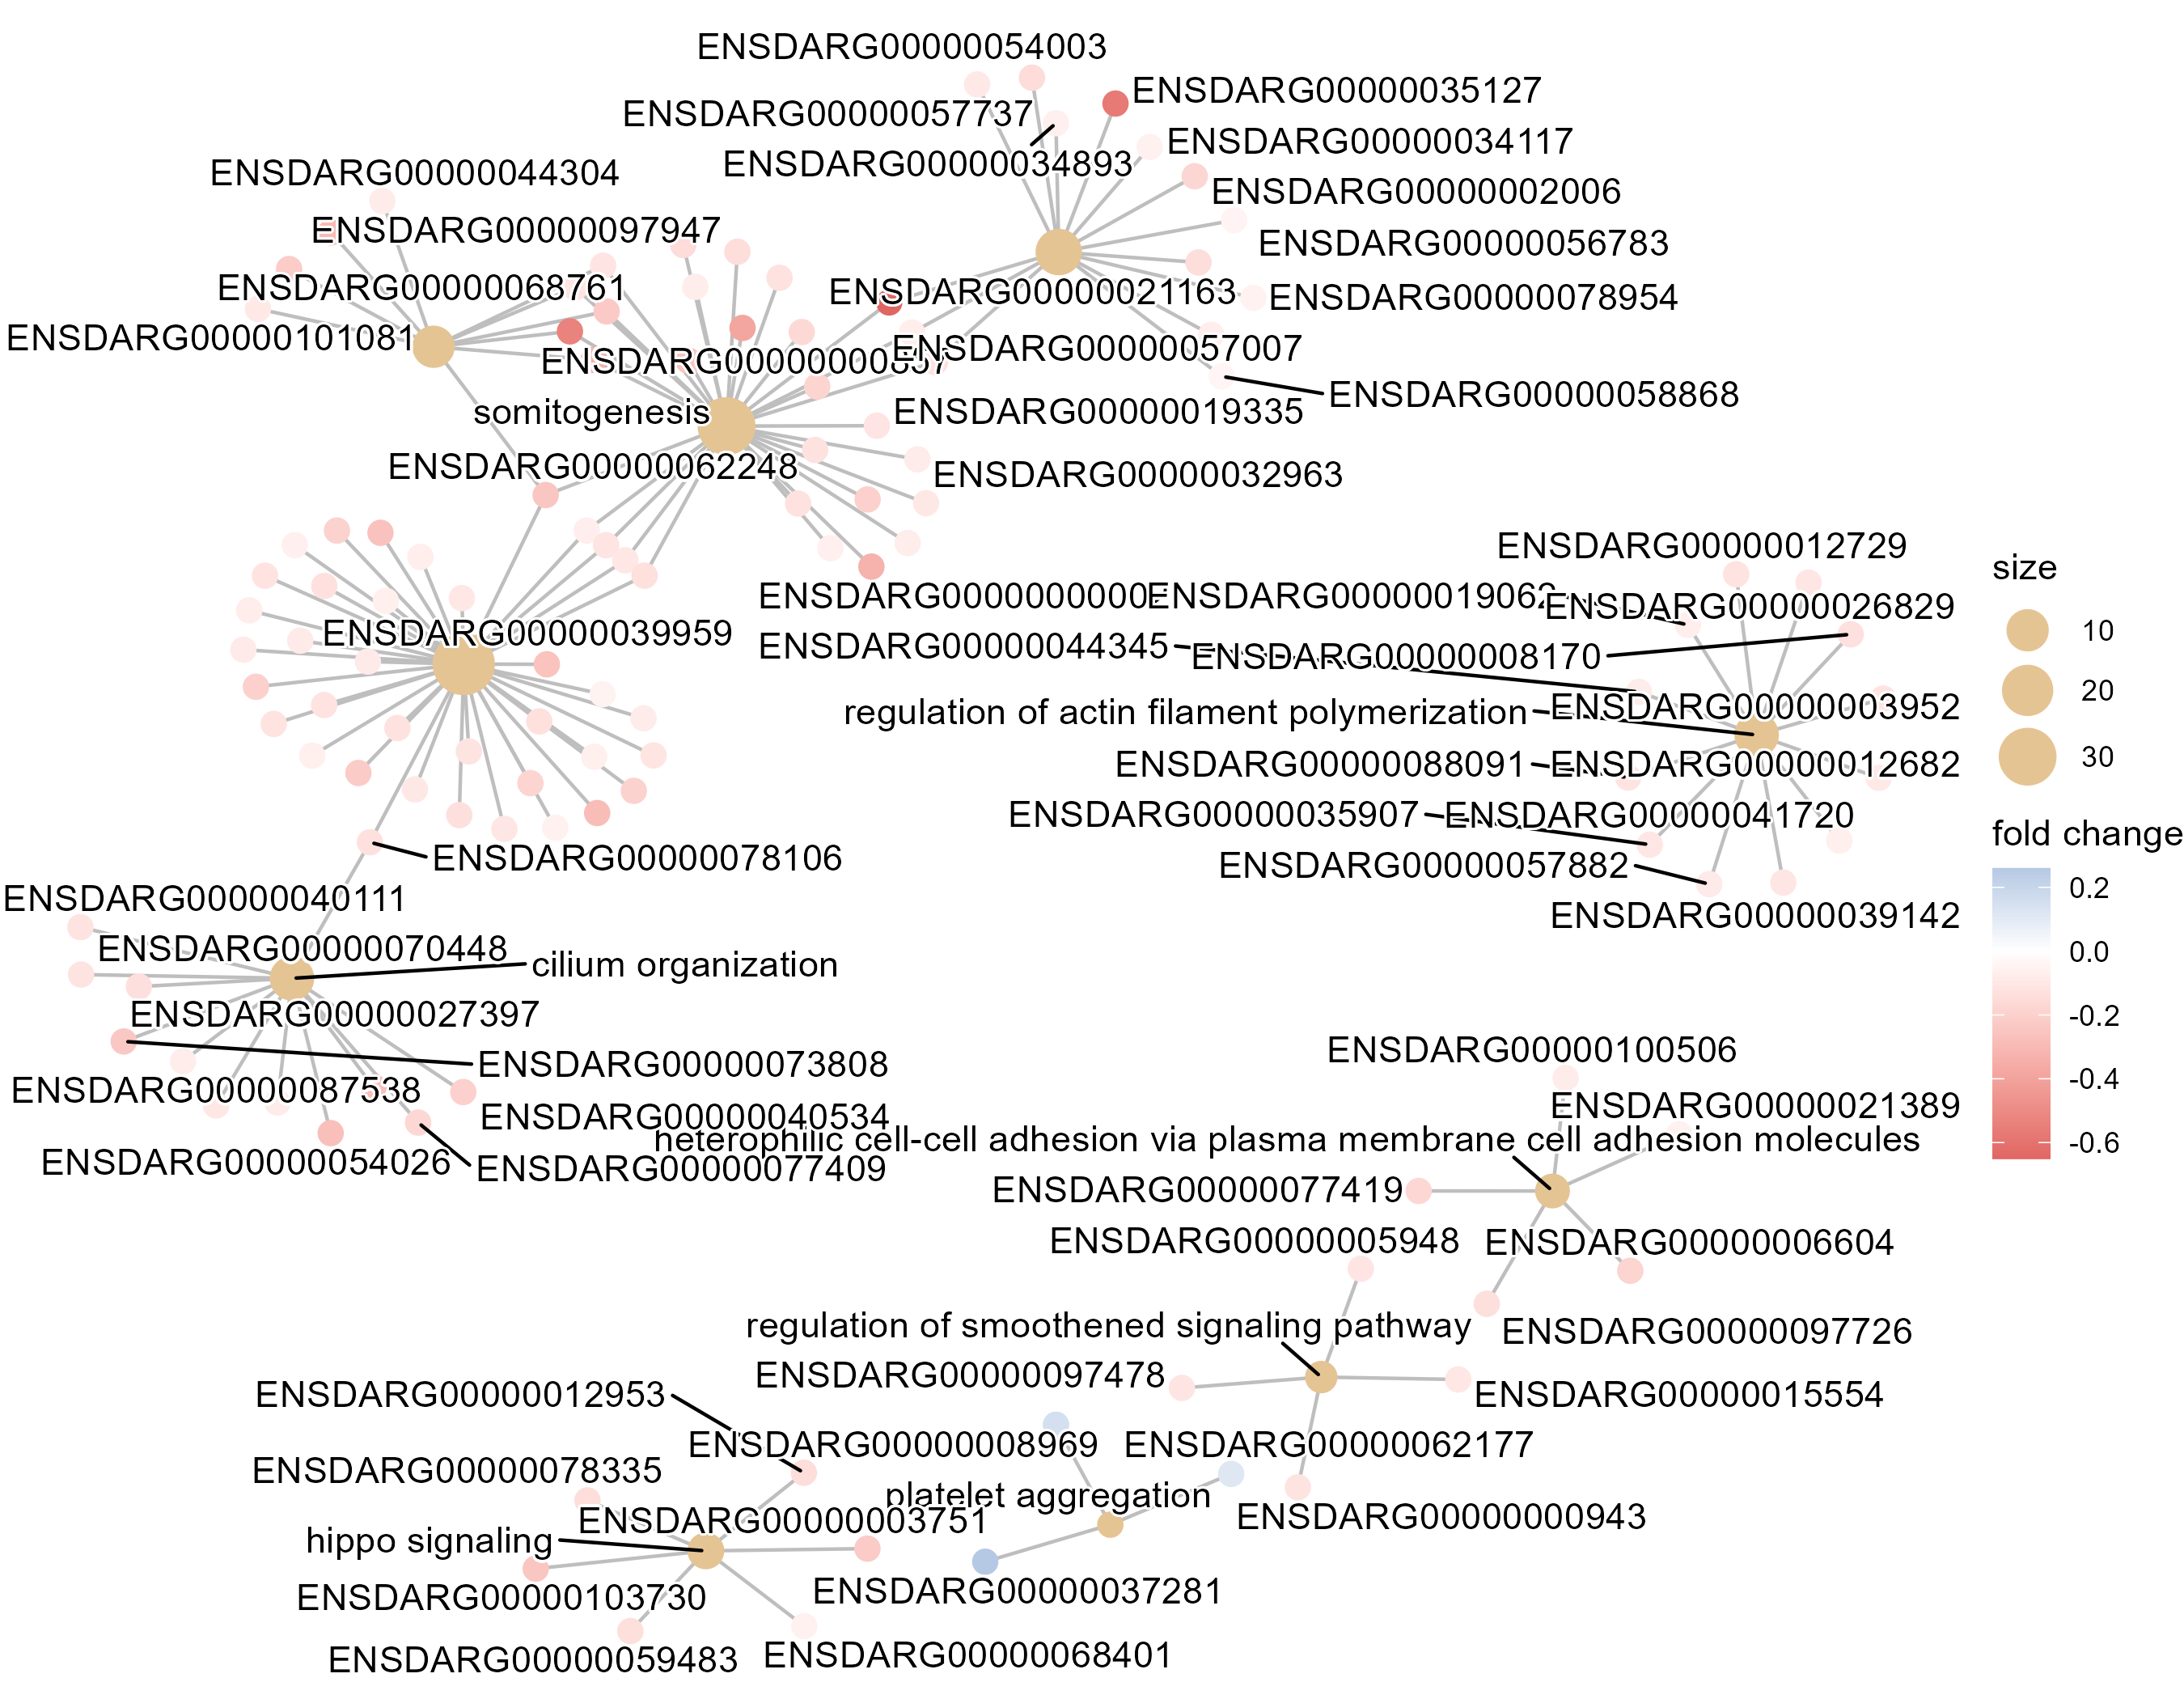 ENSDARG00000054003
ENSDARG00000035127
ENSDARG00000057737
ENSDARG00000034117
ENSDARG00000034893
ENSDARG00000044304
ENSDARG00000002006
ENSDARG00000097947
ENSDARG00000056783
ENSDARG00000068761
ENSDARG00000021163
ENSDARG00000078954
ENSDARG00000101081
ENSDARG00000057007
ENSDARG00000058868
somitogenesis
ENSDARG00000019335
ENSDARG00000062248
ENSDARG00000032963
ENSDARG00000012729
size
ENSDARG00000019062
ENSDARG00000026829
10
ENSDARG00000039959
ENSDARG00000044345
ENSDARG00000008170
20
regulation of actin filament polymerization
ENSDARG00000003952
30
ENSDARG00000088091
ENSDARG00000012682
ENSDARG00000035907
ENSDARG00000041720
fold change
ENSDARG00000078106
ENSDARG00000057882
0.2
ENSDARG00000040111
ENSDARG00000039142
ENSDARG00000070448
cilium organization
0.0
ENSDARG00000027397
-0.2
ENSDARG00000073808
ENSDARG00000100506
-0.4
ENSDARG00000087538
ENSDARG00000040534
ENSDARG00000021389
-0.6
heterophilic cell-cell adhesion via plasma membrane cell adhesion molecules
ENSDARG00000054026
ENSDARG00000077409
ENSDARG00000077419
ENSDARG00000005948
ENSDARG00000006604
regulation of smoothened signaling pathway
ENSDARG00000097726
ENSDARG00000097478
ENSDARG00000012953
ENSDARG00000015554
ENSDARG00000008969
ENSDARG00000062177
ENSDARG00000078335
platelet aggregation
ENSDARG00000003751
ENSDARG00000000943
hippo signaling
ENSDARG00000103730
ENSDARG00000037281
ENSDARG00000059483
ENSDARG00000068401